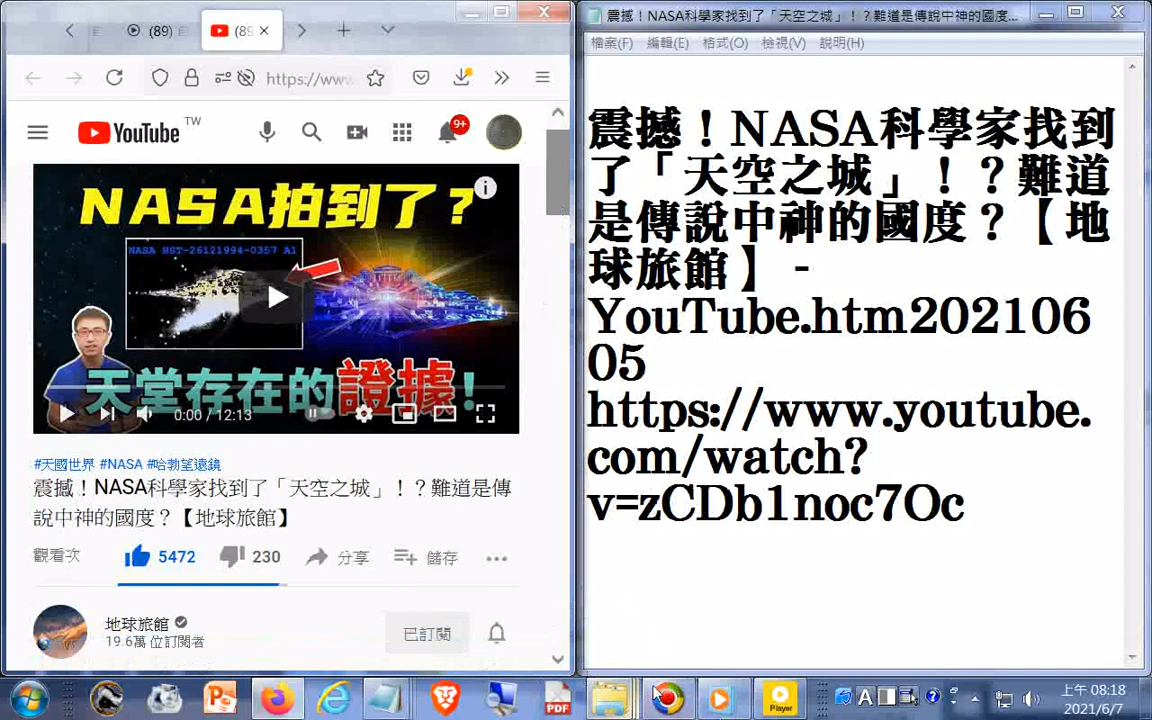 (89)
(89
https://www.
YouTube TW
9+
NASA拍到了？
NASA HST-26121994-0357 A1
天堂存在的證據!
0:00 / 12:13
#天國世界 #NASA #哈勃望遠鏡
震撼！NASA科學家找到了「天空之城」！？難道是傳
說中神的國度？【地球旅館】
觀看次
5472
230
分享
儲存
地球旅館
19.6萬 位訂閱者
已訂閱
震撼！NASA科學家找到了「天空之城」！？難道是傳說中神的國度...
檔案(F) 編輯(E) 格式(O) 檢視(V) 說明(H)
震撼！NASA科學家找到
了「天空之城」！？難道
是傳說中神的國度？【地
球旅館】 -
YouTube.htm202106
05
https://www.youtube.
com/watch?
v=zCDb1noc7Oc
PDF
Player
A
上午 08:18
2021/6/7